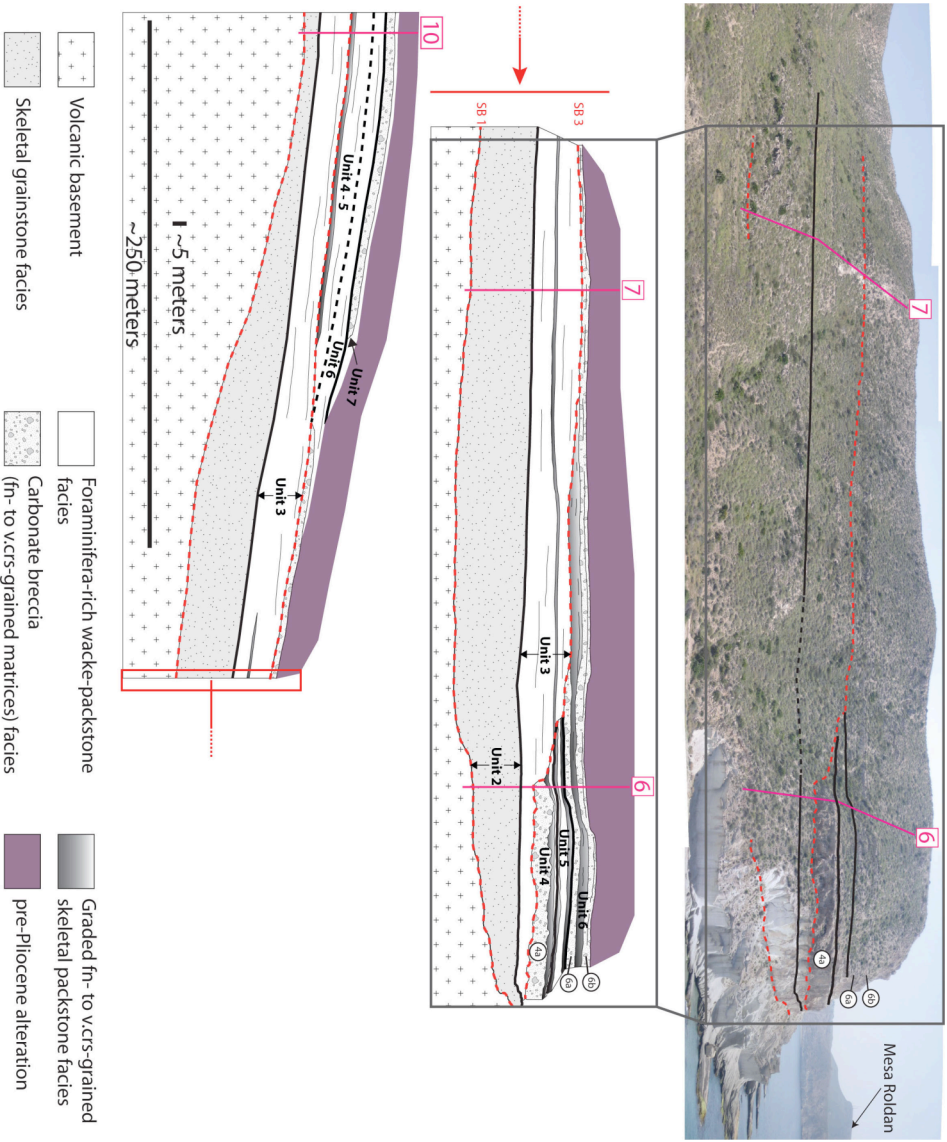 Mesa Roldan
7
6
4a
6a
6b
SB 3
SB 1
7
6
Unit 3
Unit 2
Unit 4
Unit 5
Unit 6
4a
6a
6b
10
Unit 4 - 5
Unit 6
Unit 7
Unit 3
~5 meters
~250 meters
Volcanic basement
Skeletal grainstone facies
Foraminifera-rich wacke-packstone
facies
Carbonate breccia
(fn- to v.crs-grained matrices) facies
Graded fn- to v.crs-grained
skeletal packstone facies
pre-Pliocene alteration